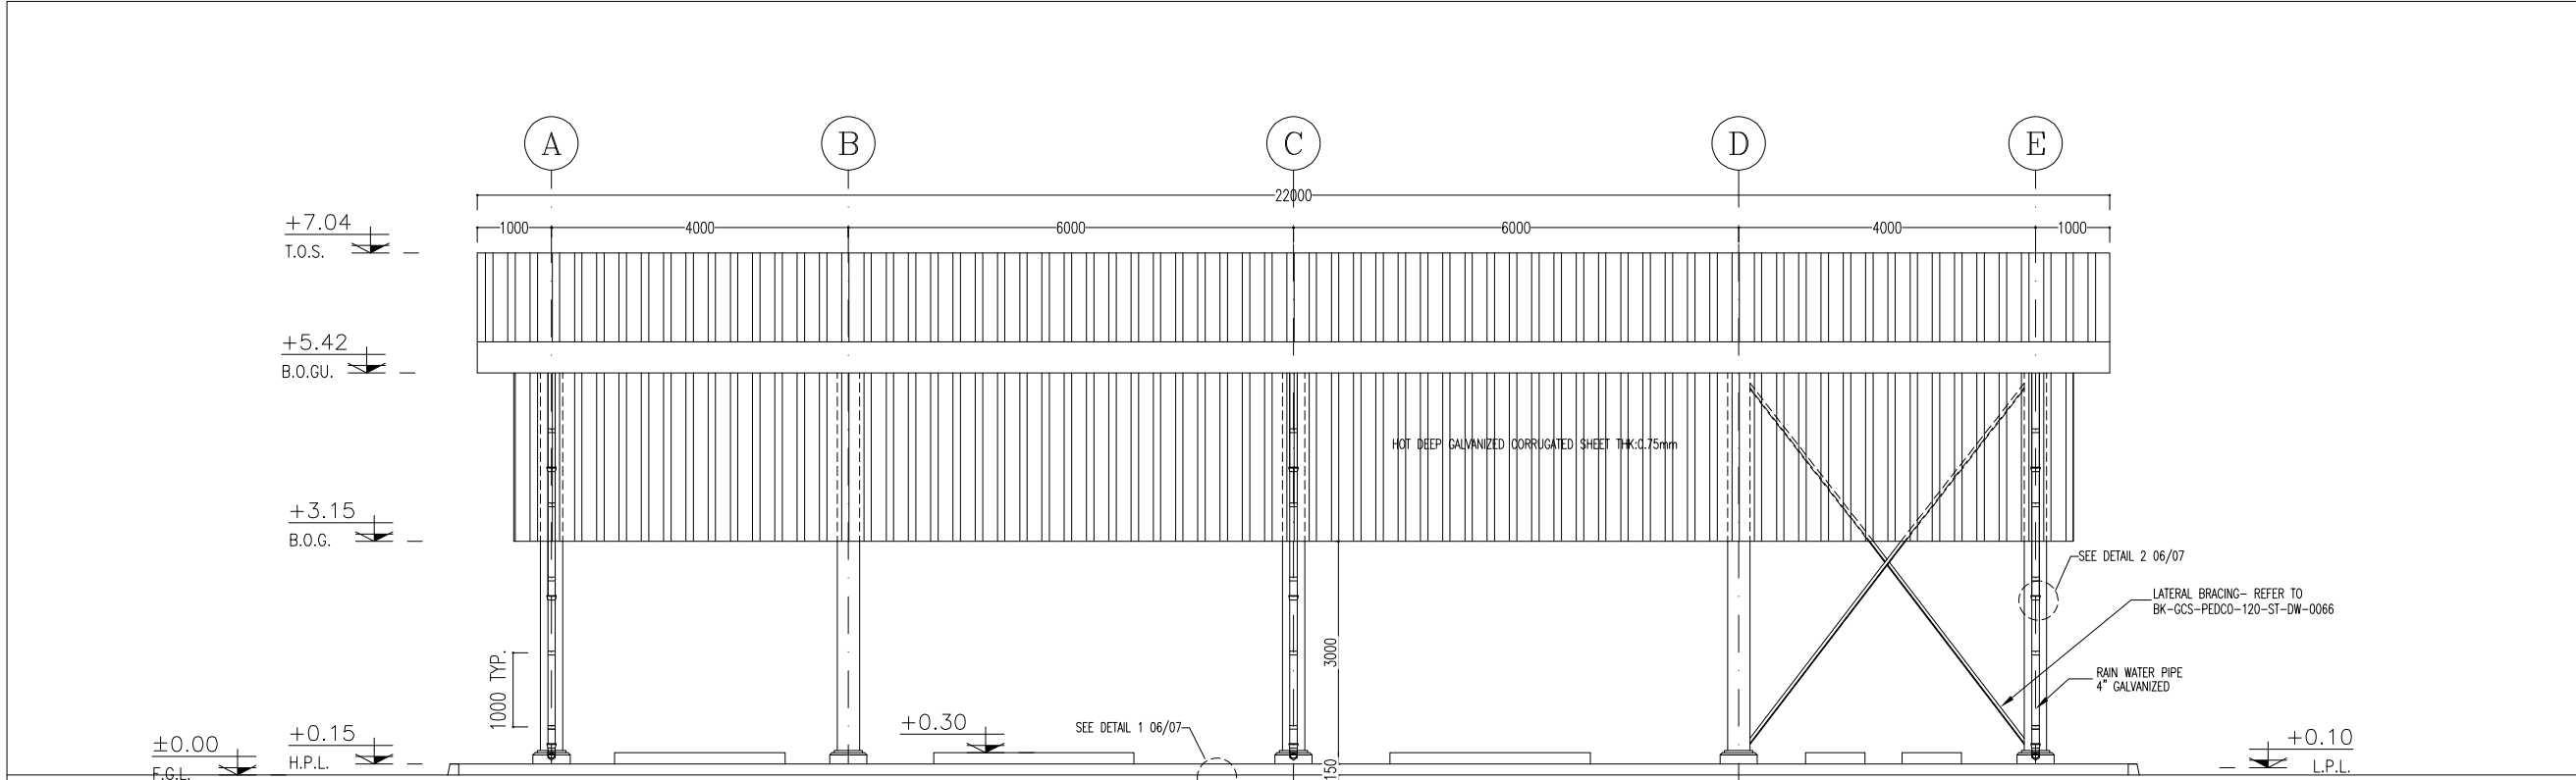 A B C D E
22000
1000 4000 6000 6000 4000 1000
+7.04
T.O.S.
+5.42
B.O.GU.
HOT DEEP GALVANIZED CORRUGATED SHEET THK:0.75mm
+3.15
B.O.G.
SEE DETAIL 2 06/07
LATERAL BRACING- REFER TO
BK-GCS-PEDCO-120-ST-DW-0066
3000
1000 TYP.
RAIN WATER PIPE
4" GALVANIZED
+0.30
SEE DETAIL 1 06/07
+0.15
H.P.L.
±0.00
F.G.L.
150
+0.10
L.P.L.